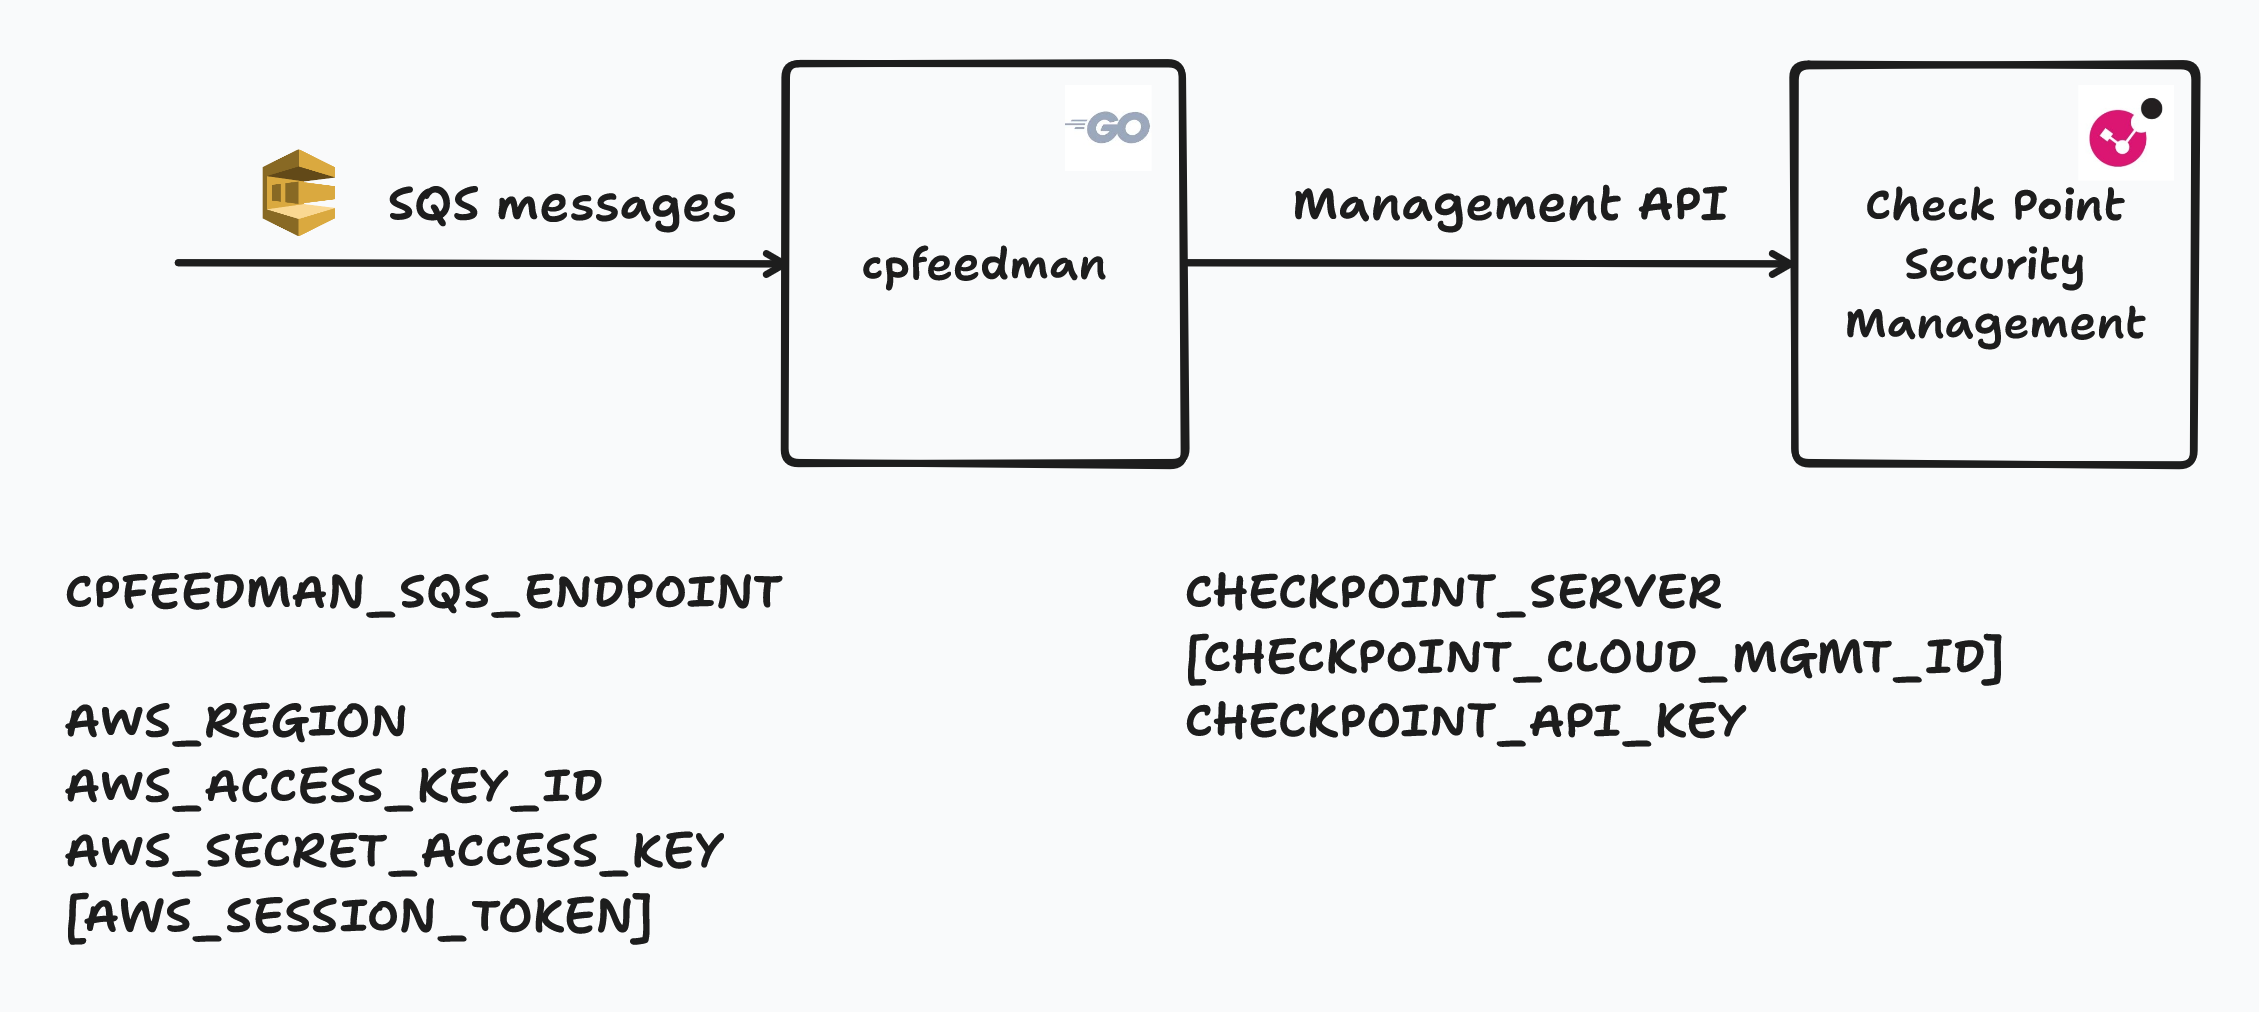 GO
SQS messages
cpfeedman
Management API
Check Point
Security
Management
CPFEEDMAN_SQS_ENDPOINT
AWS_REGION
AWS_ACCESS_KEY_ID
AWS_SECRET_ACCESS_KEY
[AWS_SESSION_TOKEN]
CHECKPOINT_SERVER
[CHECKPOINT_CLOUD_MGMT_ID]
CHECKPOINT_API_KEY